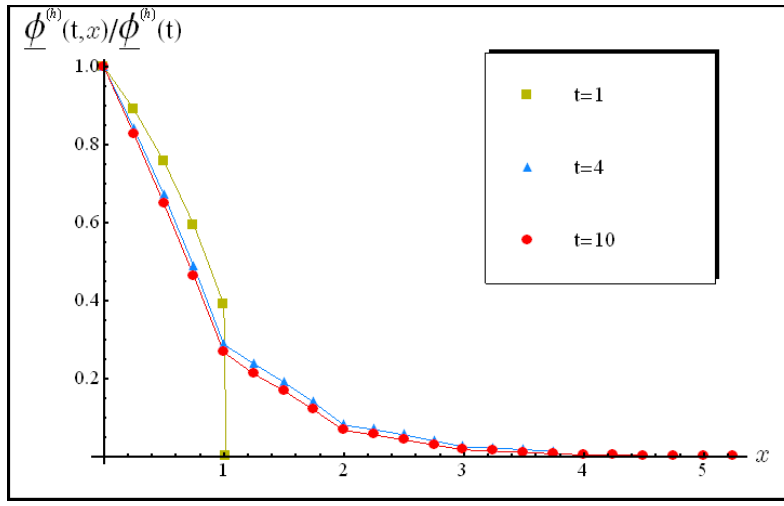 ϕ^(h)(t,x)/ϕ^(h)(t)
1.0
0.8
0.6
0.4
0.2
1 2 3 4 5 x
t=1
t=4
t=10